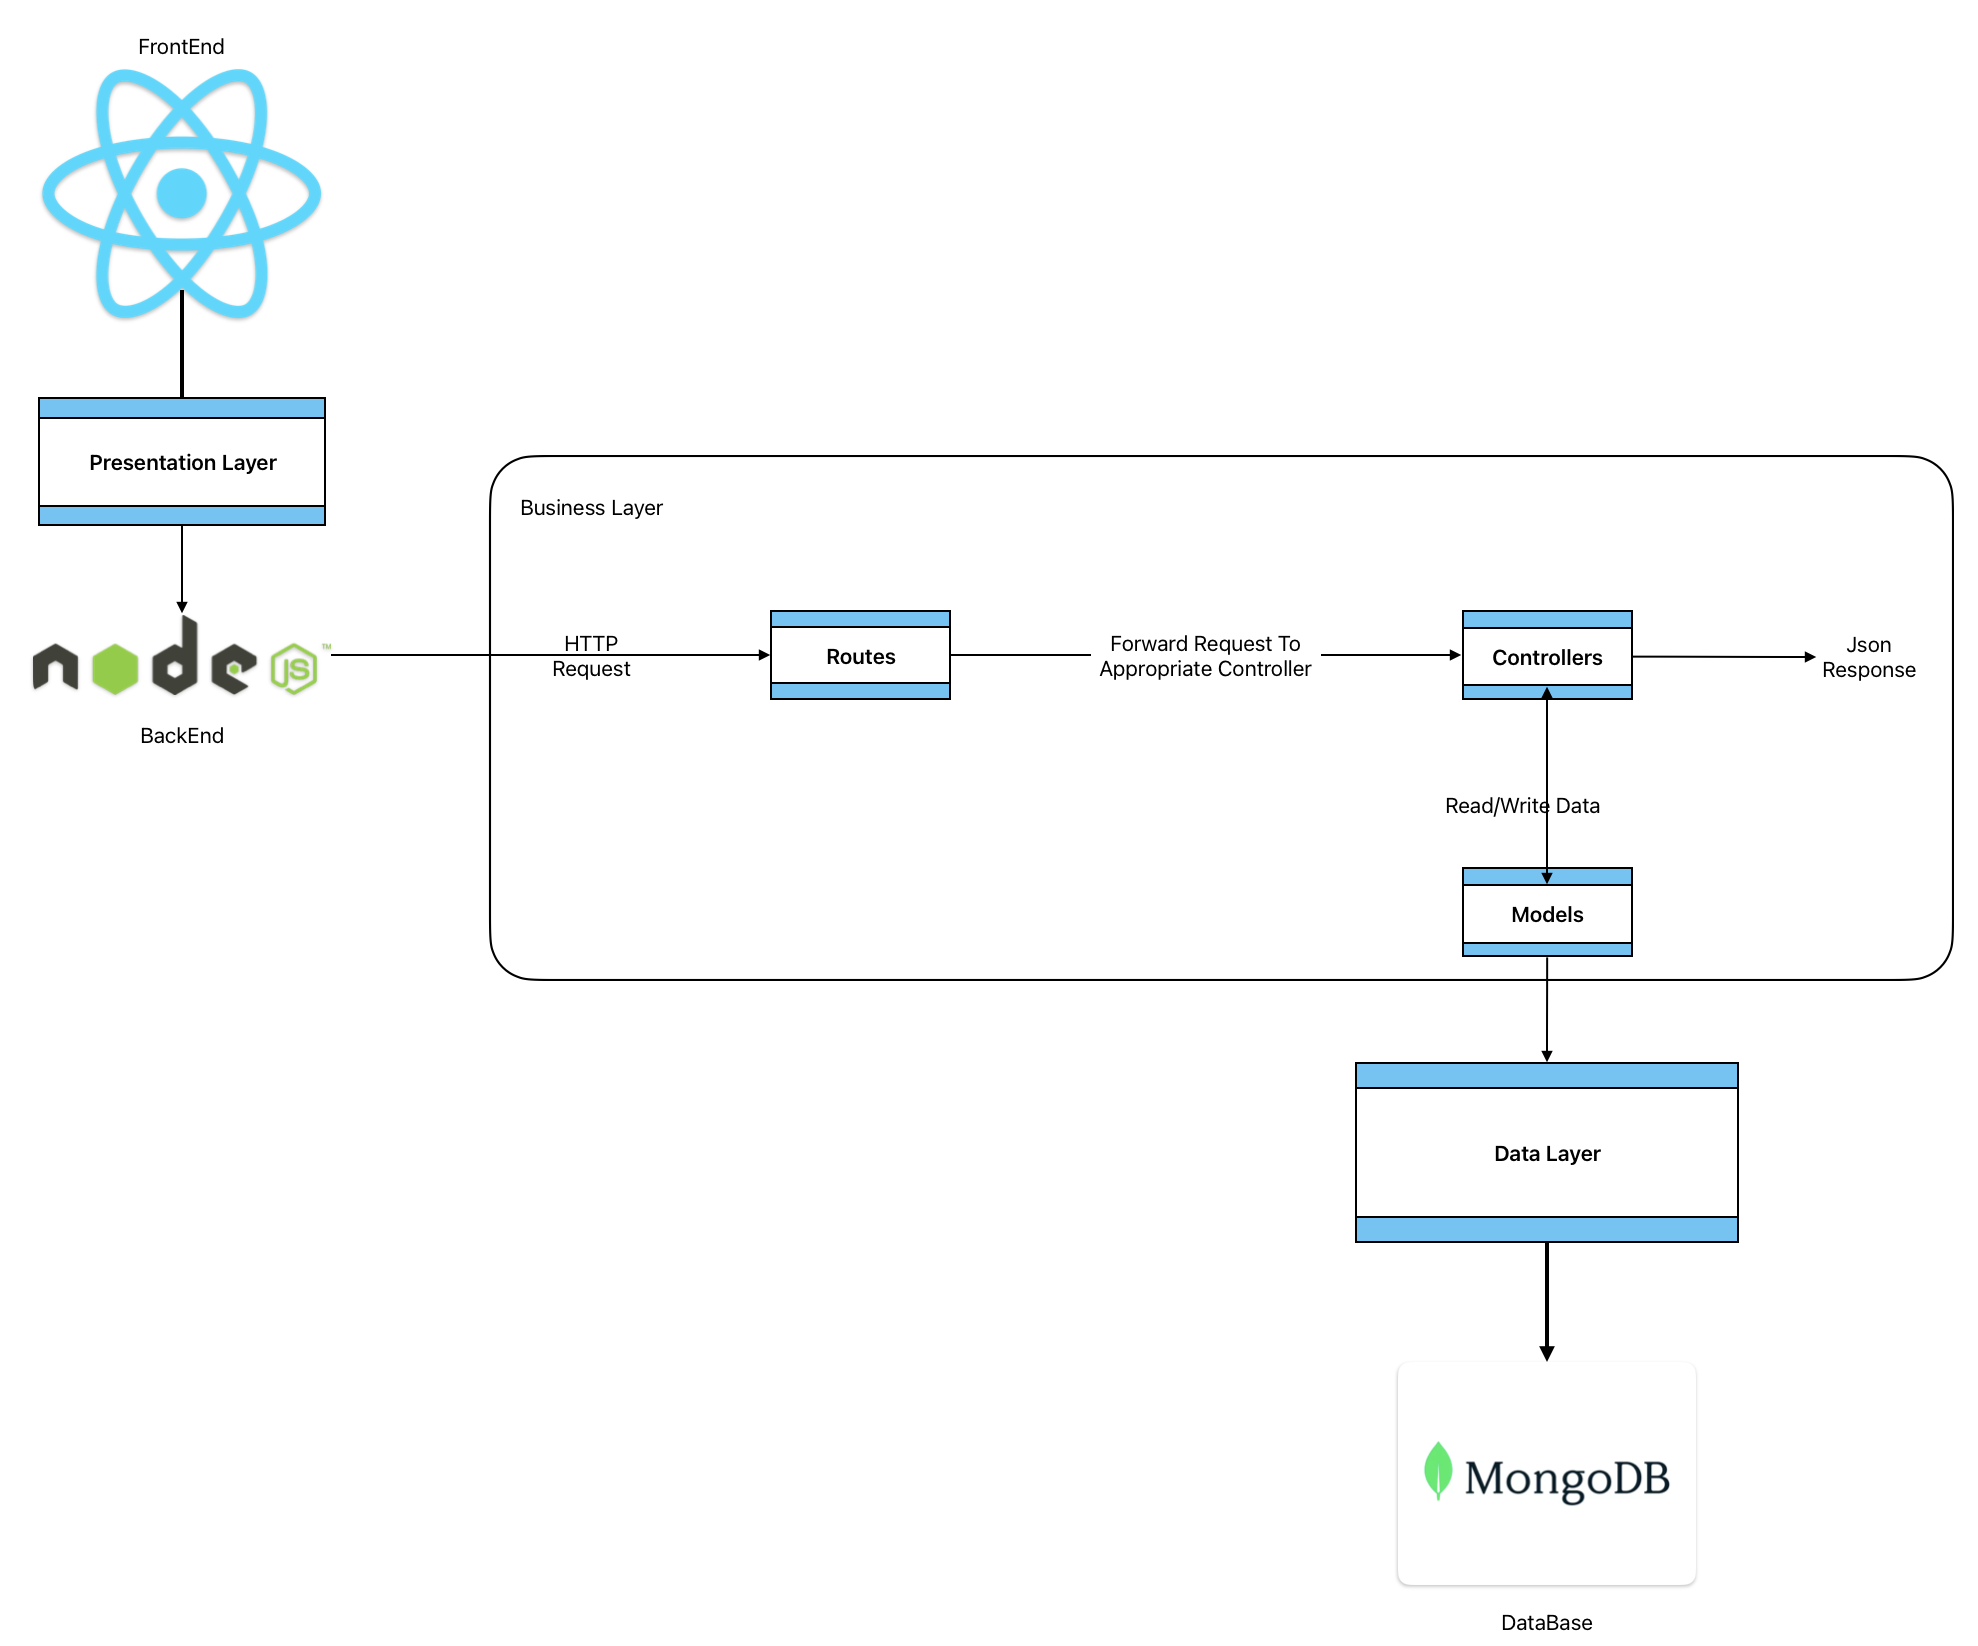 FrontEnd
Presentation Layer
node JS™
BackEnd
Business Layer
HTTP
Request
Routes
Forward Request To
Appropriate Controller
Controllers
Json
Response
Read/Write Data
Models
Data Layer
MongoDB
DataBase